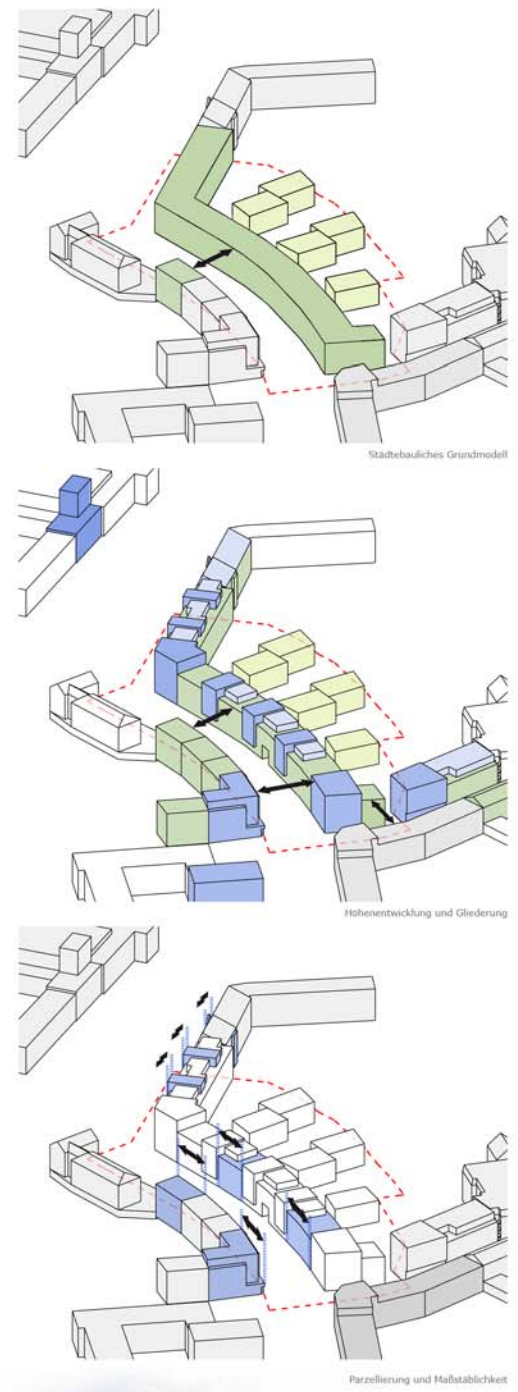 Städtebauliches Grundmodell
Höhenentwicklung und Gliederung
Parzellierung und Maßstäblichkeit